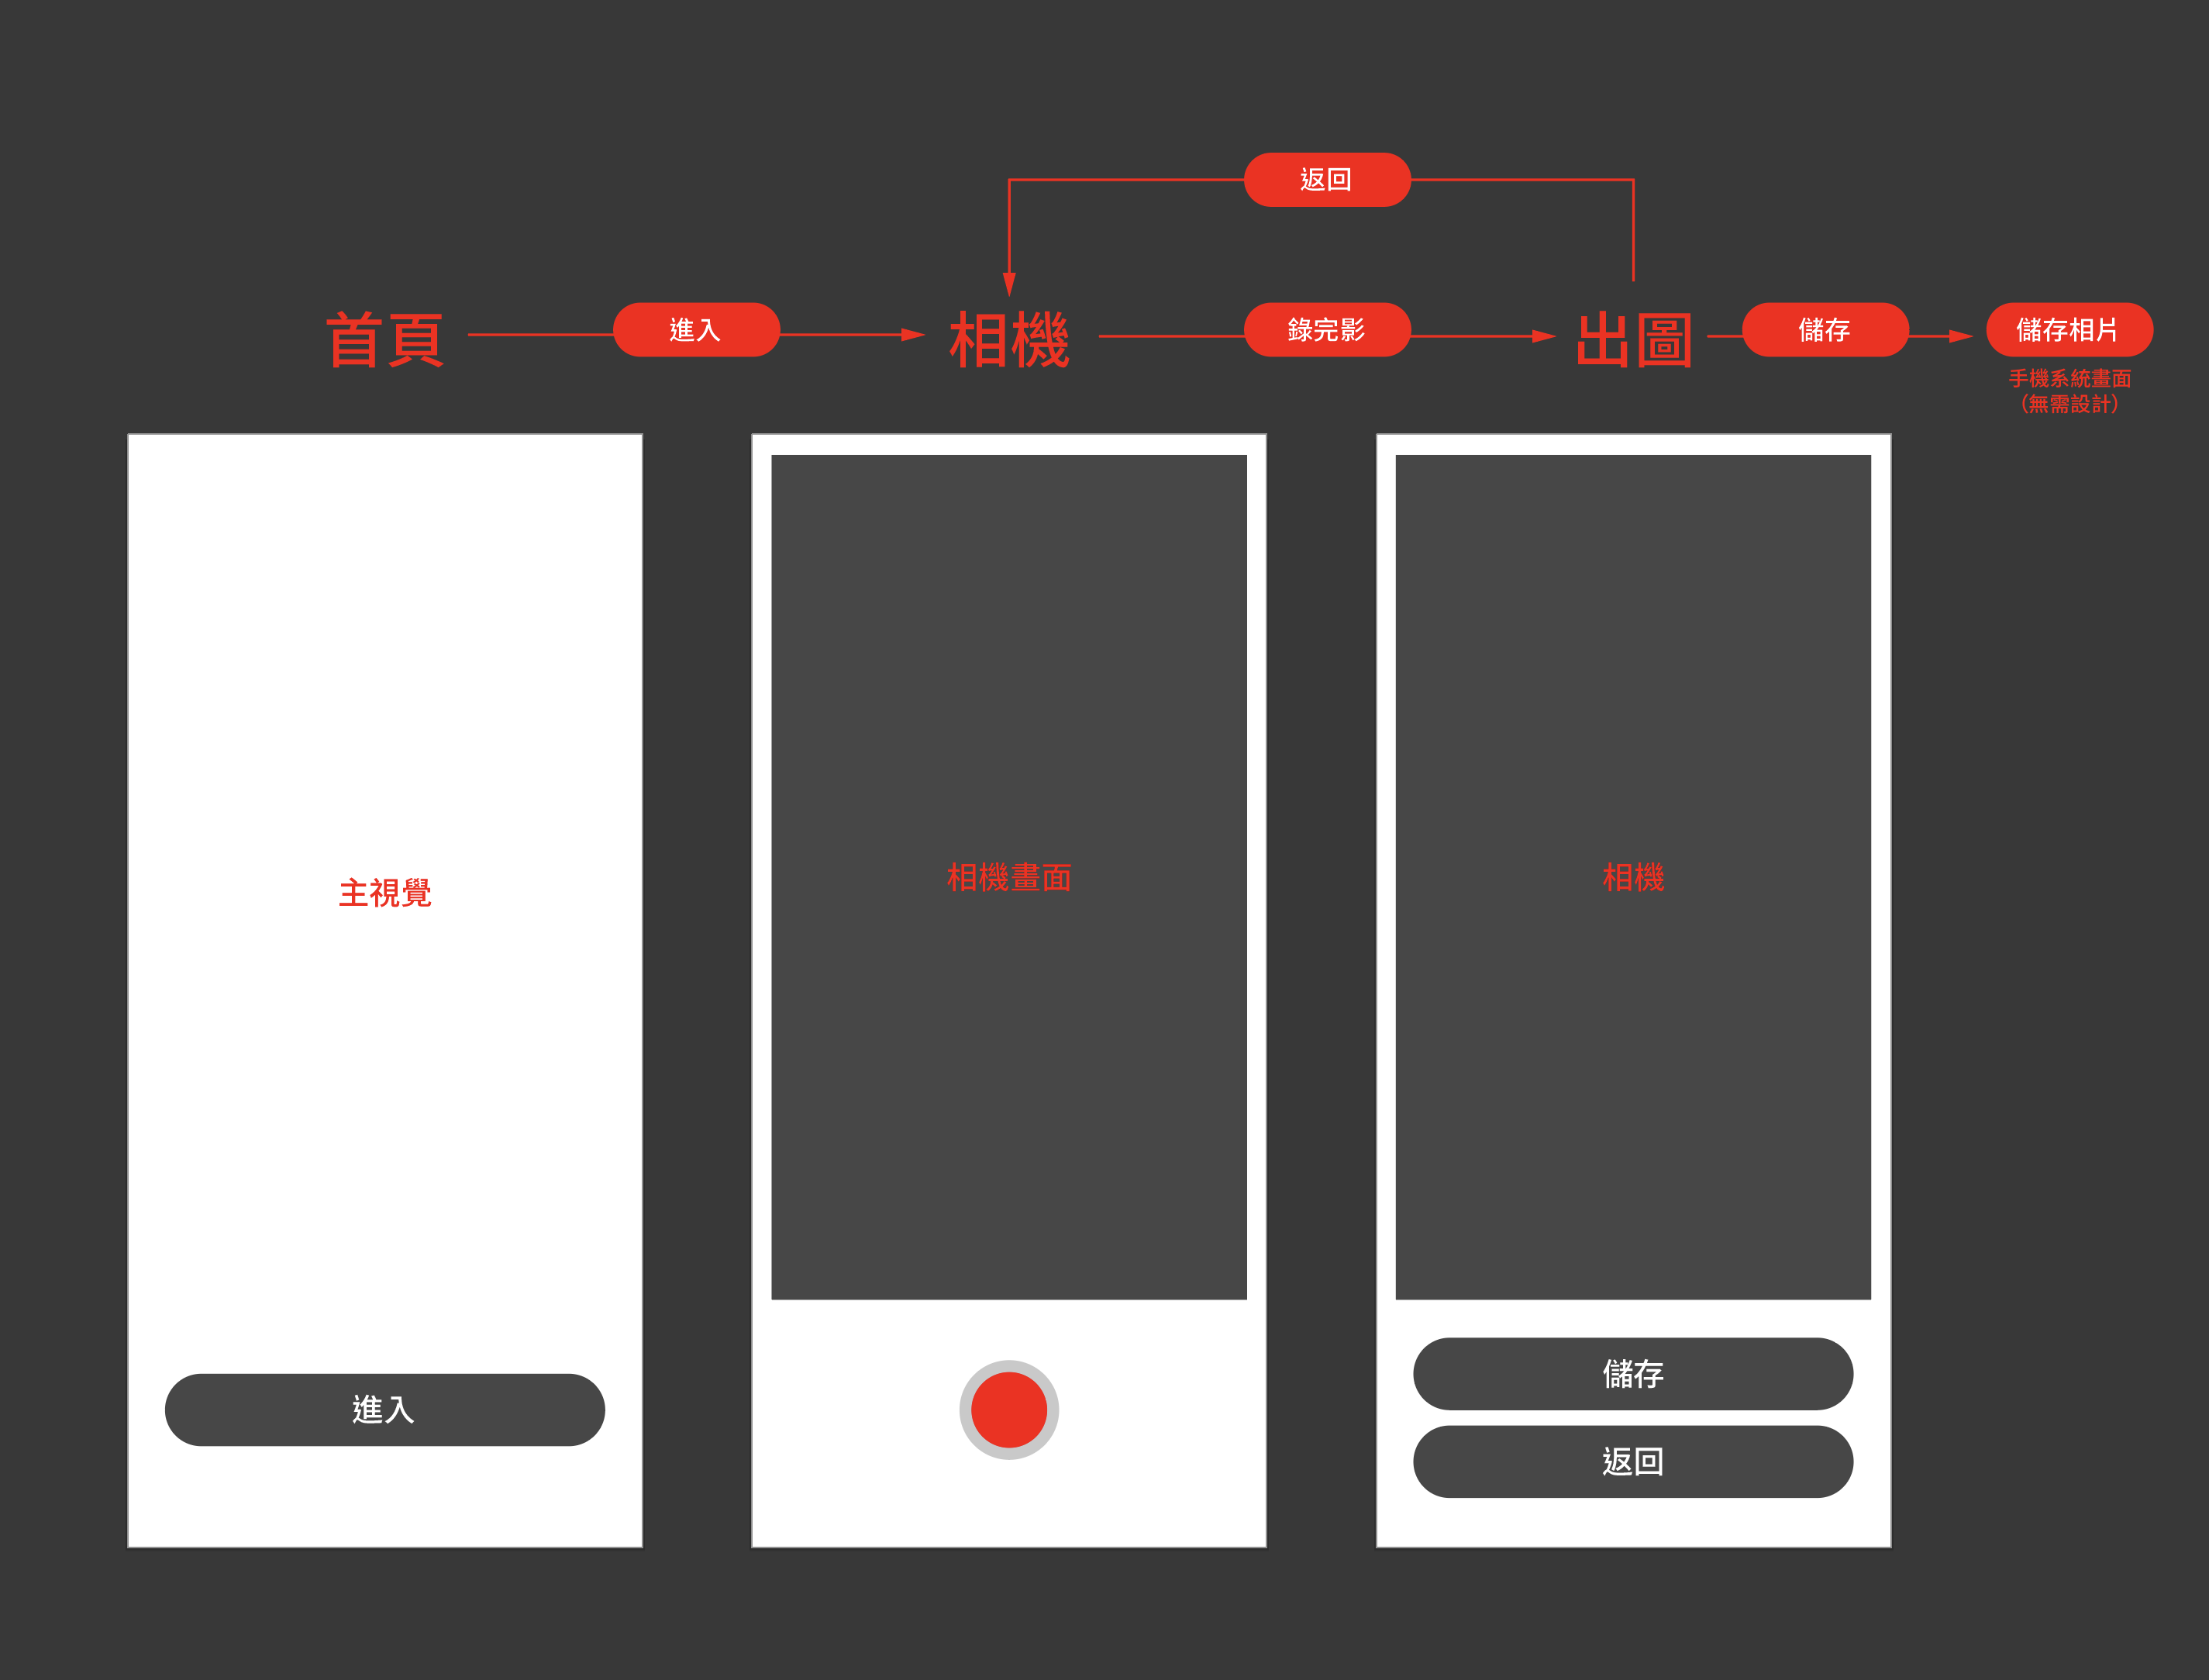 返回
首頁
進入
相機
錄完影
出圖
儲存
儲存相片
手機系統畫面
(無需設計)
主視覺
相機畫面
相機
進入
儲存
返回